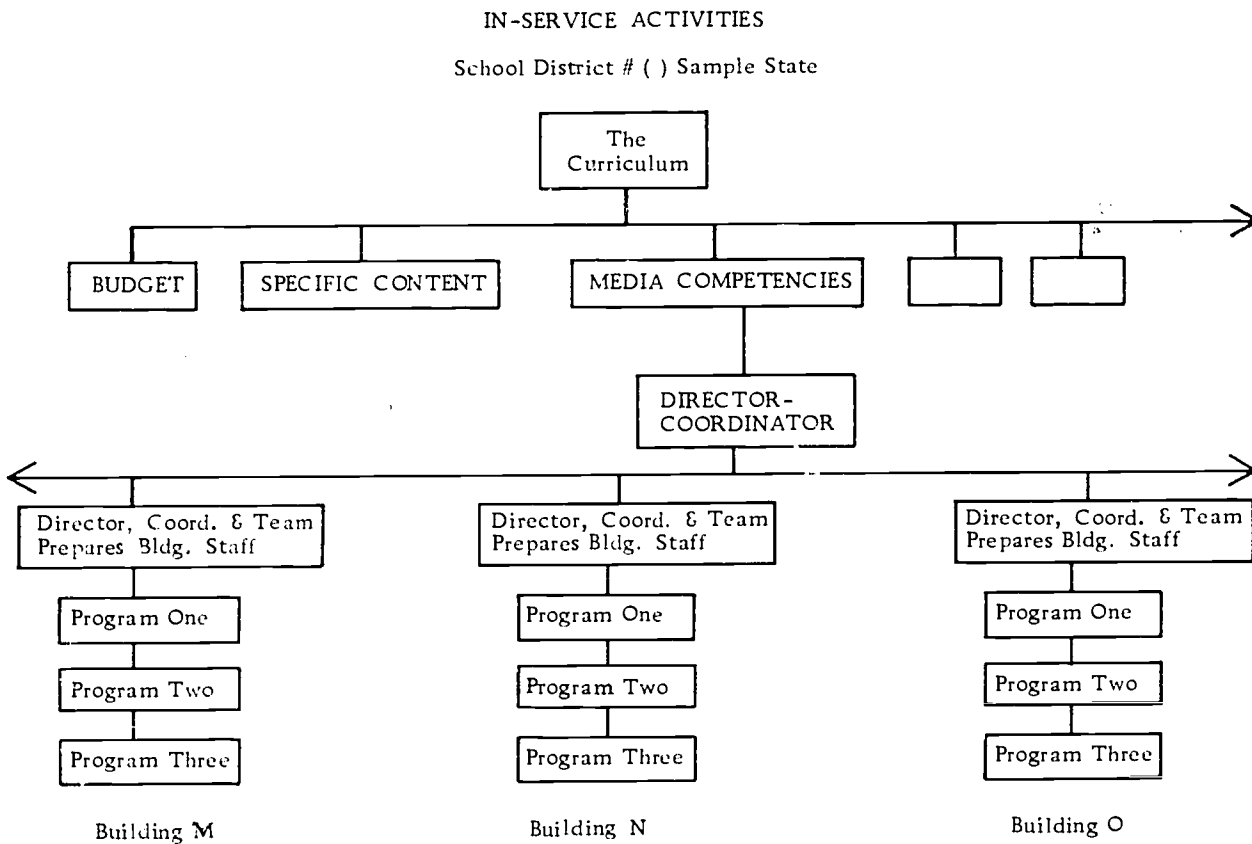 IN-SERVICE ACTIVITIES
School District # ( ) Sample State
The
Curriculum
BUDGET
SPECIFIC CONTENT
MEDIA COMPETENCIES
DIRECTOR-
COORDINATOR
Director, Coord. & Team
Prepares Bldg. Staff
Director, Coord. & Team
Prepares Bldg. Staff
Director, Coord. & Team
Prepares Bldg. Staff
Program One
Program One
Program One
Program Two
Program Two
Program Two
Program Three
Program Three
Program Three
Building M
Building N
Building O